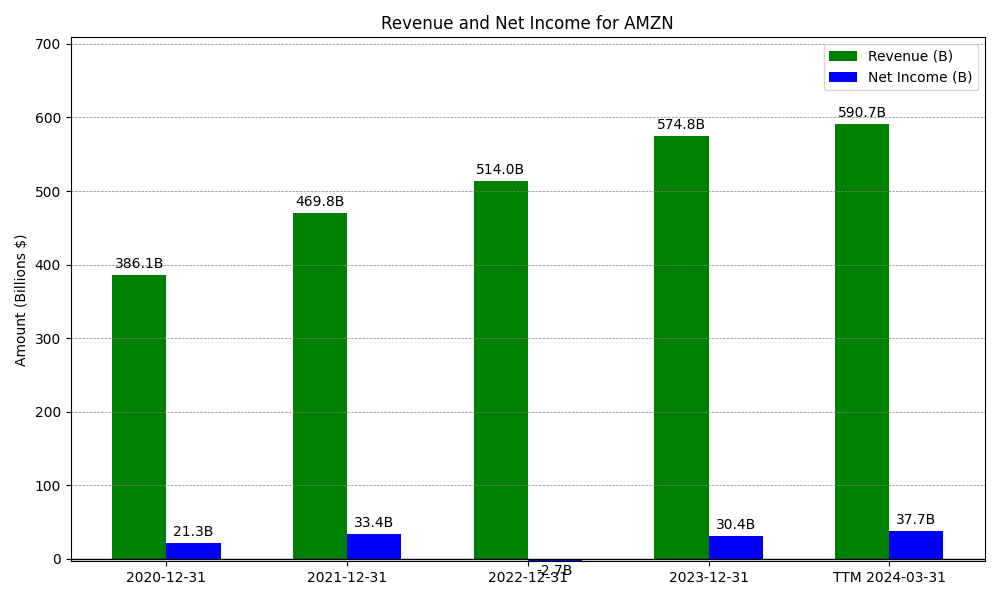 Revenue and Net Income for AMZN
Revenue (B)
Net Income (B)
Amount (Billions $)
700
600
500
400
300
200
100
0
386.1B
469.8B
514.0B
574.8B
590.7B
21.3B
33.4B
-2.7B
30.4B
37.7B
2020-12-31
2021-12-31
2022-12-31
2023-12-31
TTM 2024-03-31